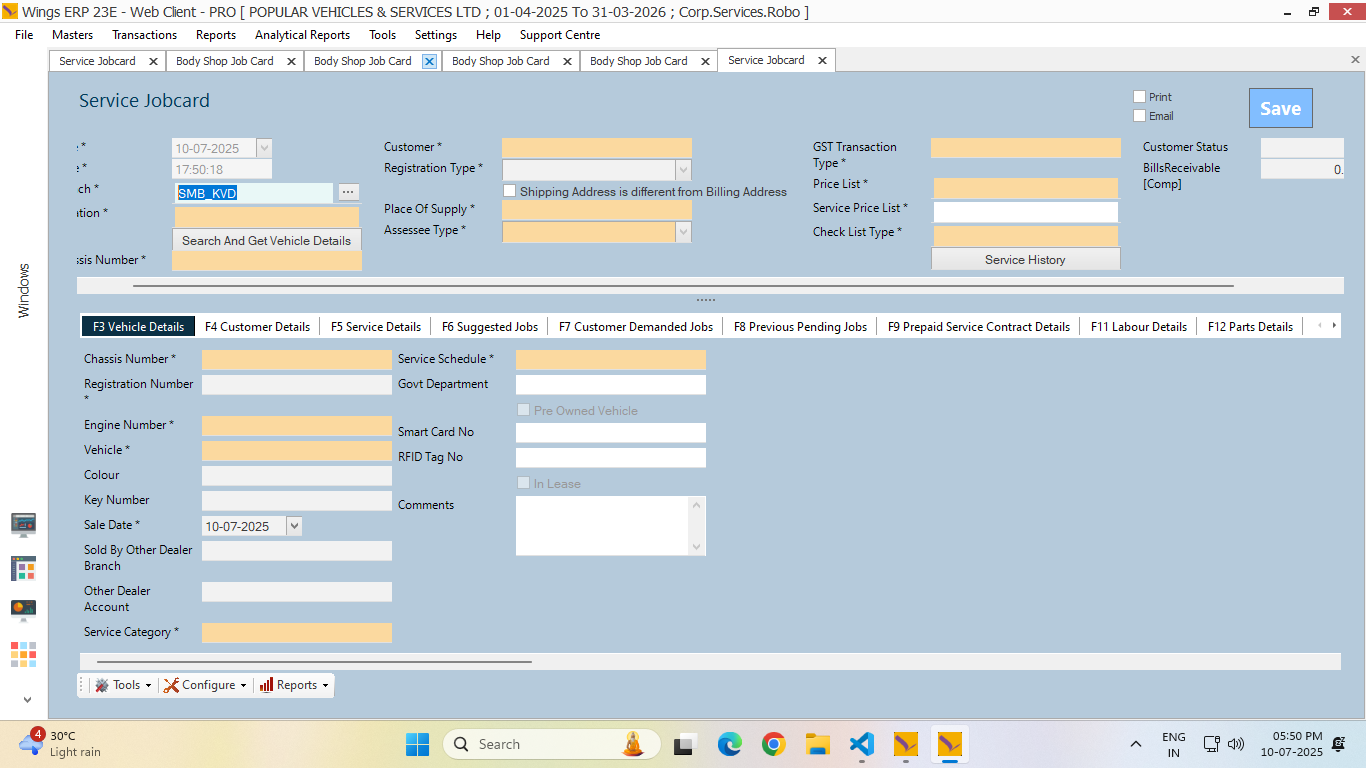 Wings ERP 23E - Web Client - PRO [ POPULAR VEHICLES & SERVICES LTD ; 01-04-2025 To 31-03-2026 ; Corp.Services.Robo ]
File Masters Transactions Reports Analytical Reports Tools Settings Help Support Centre
Service Jobcard Body Shop Job Card Body Shop Job Card Body Shop Job Card Body Shop Job Card Service Jobcard
Service Jobcard
Print
Email
Save
10-07-2025
17:50:18
ch *
SMB_KVD
...
ation *
Search And Get Vehicle Details
ssis Number *
Customer *
Registration Type *
Shipping Address is different from Billing Address
Place Of Supply *
Assessee Type *
GST Transaction
Type *
Price List *
Service Price List *
Check List Type *
Service History
Customer Status
BillsReceivable
[Comp]
0.
Windows
F3 Vehicle Details F4 Customer Details F5 Service Details F6 Suggested Jobs F7 Customer Demanded Jobs F8 Previous Pending Jobs F9 Prepaid Service Contract Details F11 Labour Details F12 Parts Details
Chassis Number *
Registration Number
*
Engine Number *
Vehicle *
Colour
Key Number
Sale Date *
10-07-2025
Sold By Other Dealer
Branch
Other Dealer
Account
Service Category *
Service Schedule *
Govt Department
Pre Owned Vehicle
Smart Card No
RFID Tag No
In Lease
Comments
Tools Configure Reports
4
30°C
Light rain
Search
ENG
IN
05:50 PM
10-07-2025